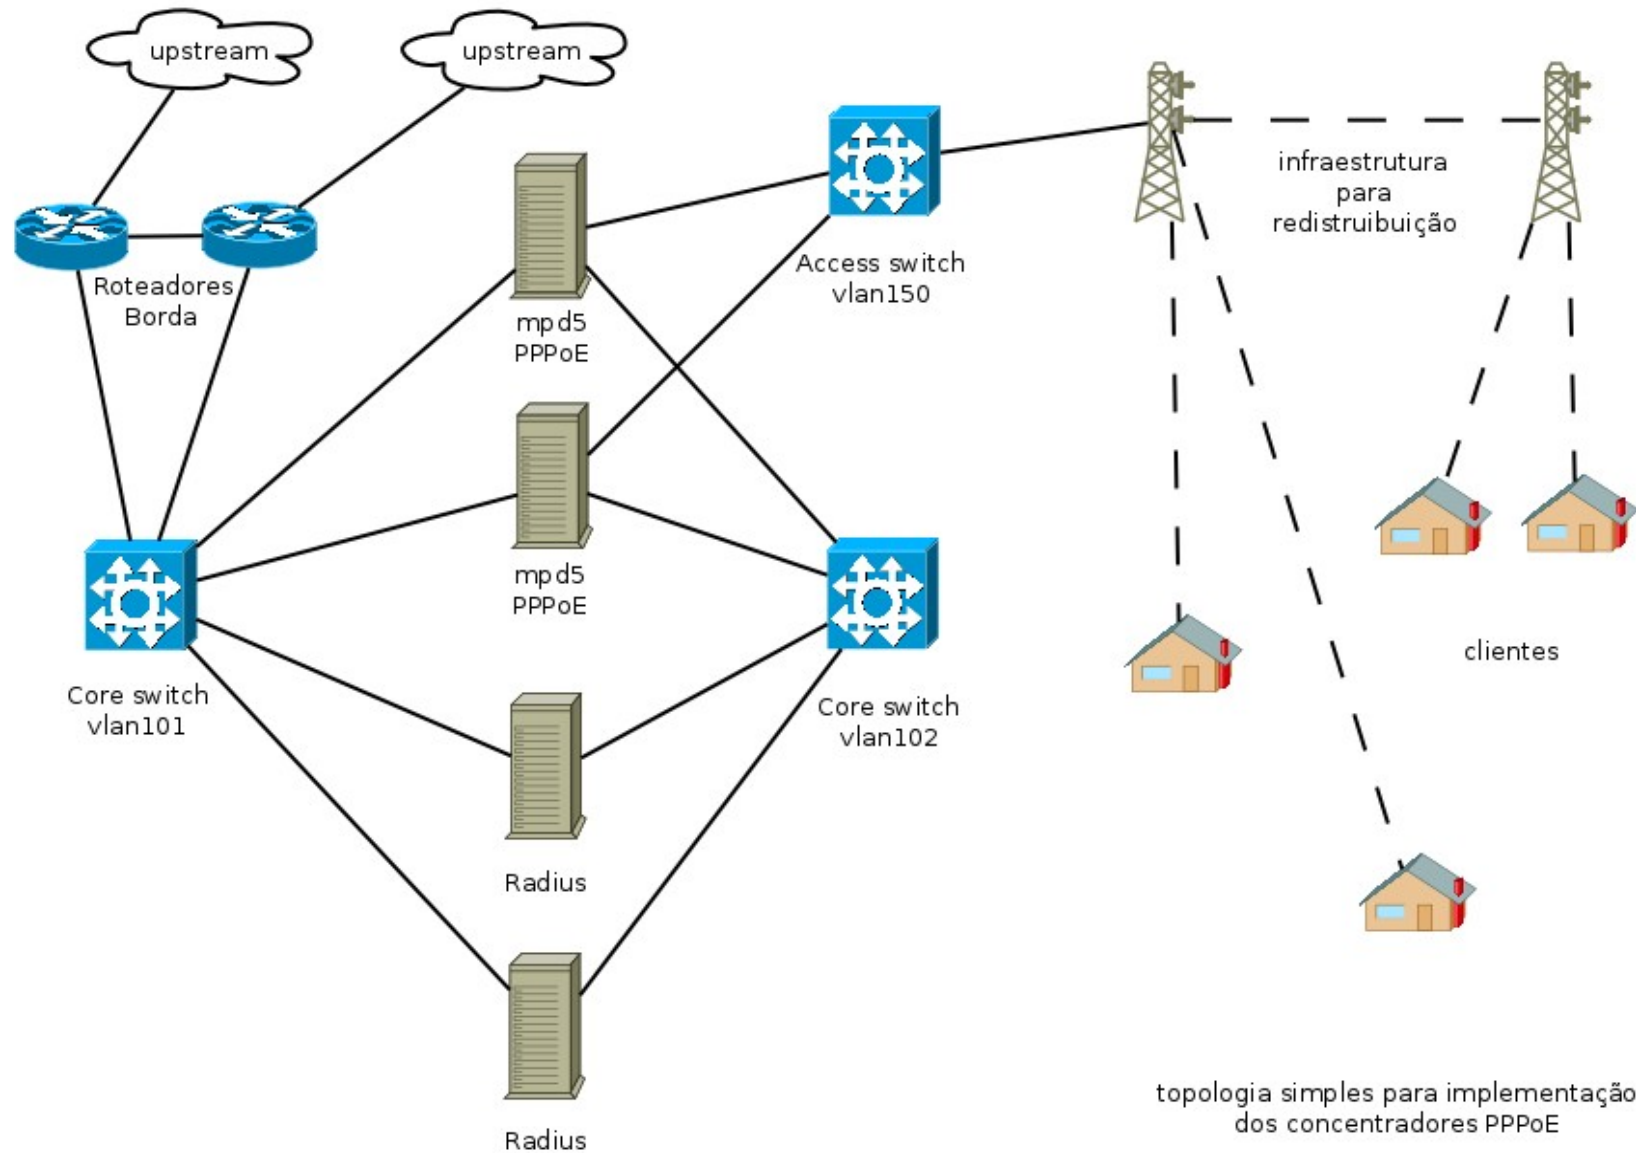 upstream
upstream
Roteadores
Borda
mpd5
PPPoE
Access switch
vlan150
infraestrutura
para
redistruibuição
mpd5
PPPoE
clientes
Core switch
vlan101
Core switch
vlan102
Radius
Radius
topologia simples para implementação
dos concentradores PPPoE